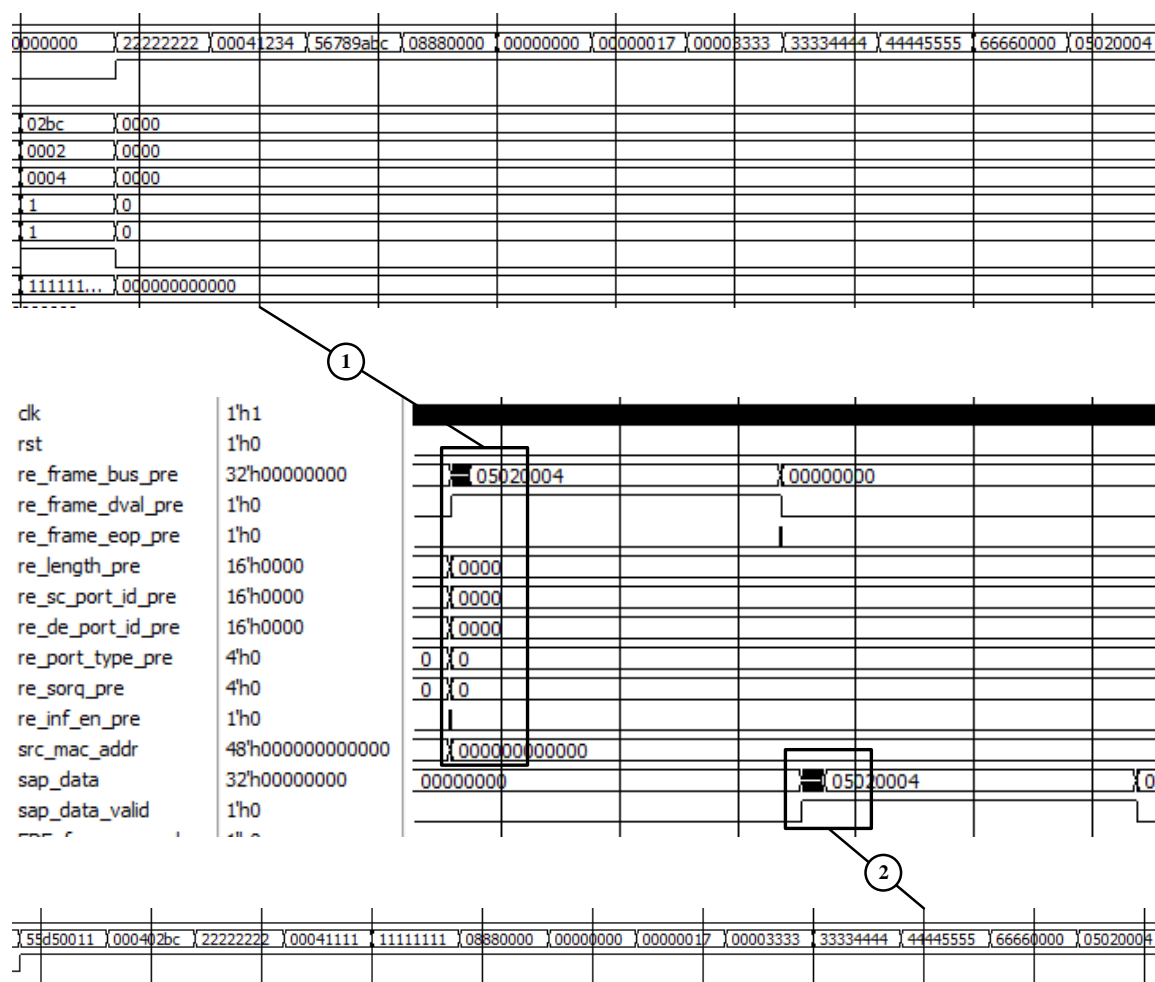 0000000 22222222 00041234 56789abc 08880000 00000000 00000017 00003333 33334444 44445555 66660000 05020004
02bc 0000
0002 0000
0004 0000
1 0
1 0
111111... 000000000000
1
clk 1'h1
rst 1'h0
re_frame_bus_pre 32'h00000000 05020004 00000000
re_frame_dval_pre 1'h0
re_frame_eop_pre 1'h0
re_length_pre 16'h0000 0000
re_sc_port_id_pre 16'h0000 0000
re_de_port_id_pre 16'h0000 0000
re_port_type_pre 4'h0 0 0
re_sorq_pre 4'h0 0 0
re_inf_en_pre 1'h0
src_mac_addr 48'h000000000000 000000000000
sap_data 32'h00000000 00000000 05020004 0
sap_data_valid 1'h0
2
55d50011 000402bc 22222222 00041111 11111111 08880000 00000000 00000017 00003333 33334444 44445555 66660000 05020004